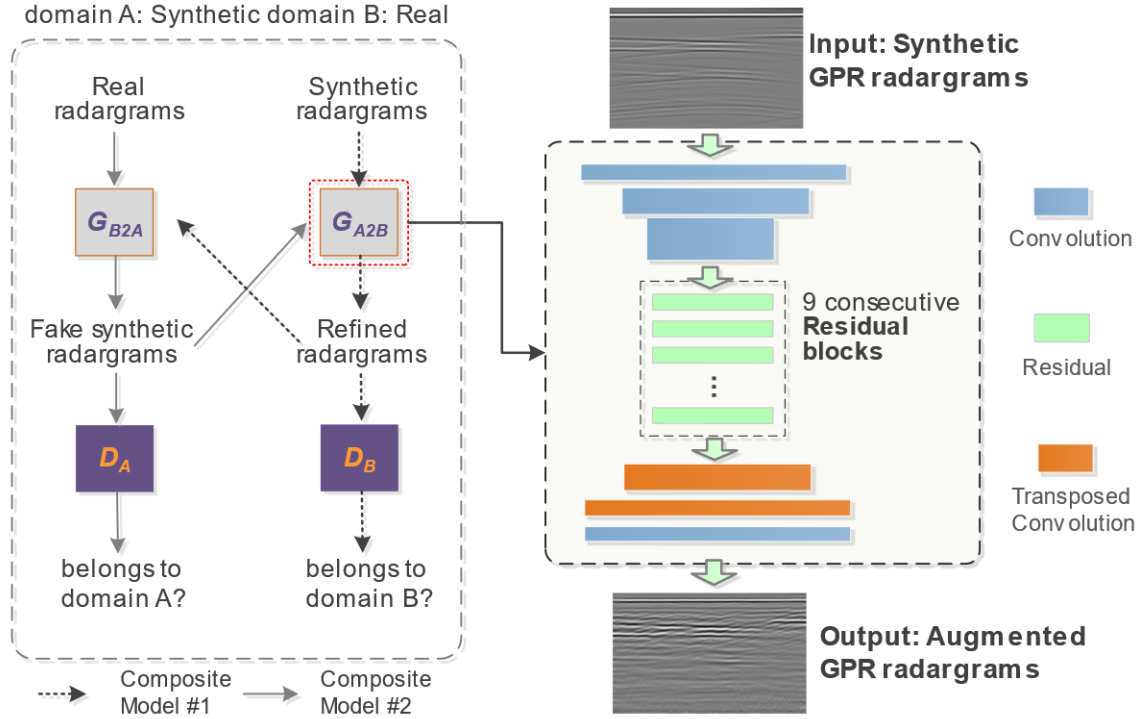 domain A: Synthetic domain B: Real
Real
radargrams
Synthetic
radargrams
G_B2A
G_A2B
Fake synthetic
radargrams
Refined
radargrams
D_A
D_B
belongs to
domain A?
belongs to
domain B?
Composite
Model #1
Composite
Model #2
Input: Synthetic
GPR radargrams
9 consecutive
Residual
blocks
Output: Augmented
GPR radargrams
Convolution
Residual
Transposed
Convolution